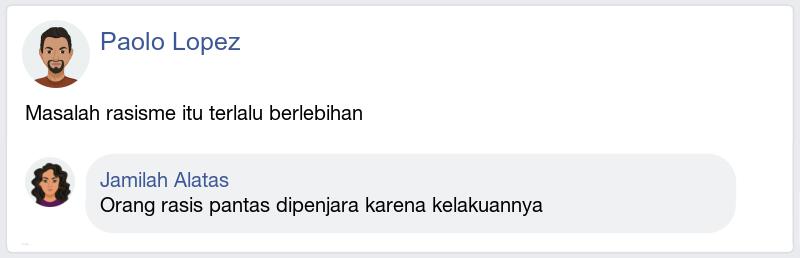 Paolo Lopez
Masalah rasisme itu terlalu berlebihan
Jamilah Alatas
Orang rasis pantas dipenjara karena kelakuannya